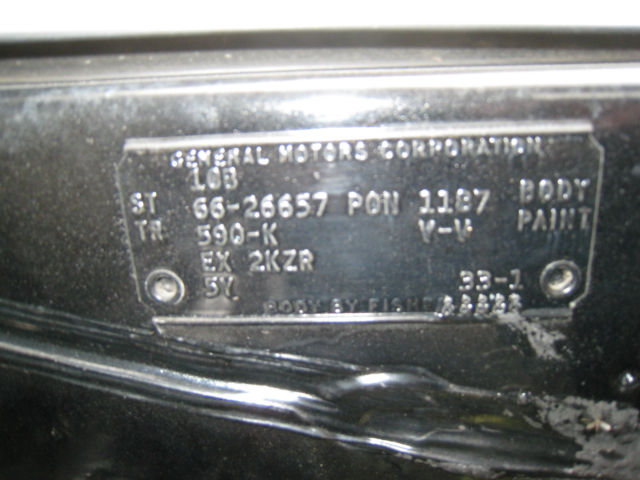 GENERAL MOTORS CORPORATION
10B
ST 66-26657 PON 1187 BODY
TR 590-K V-V PAINT
EX 2KZR
5Y 33-1
BODY BY FISHER